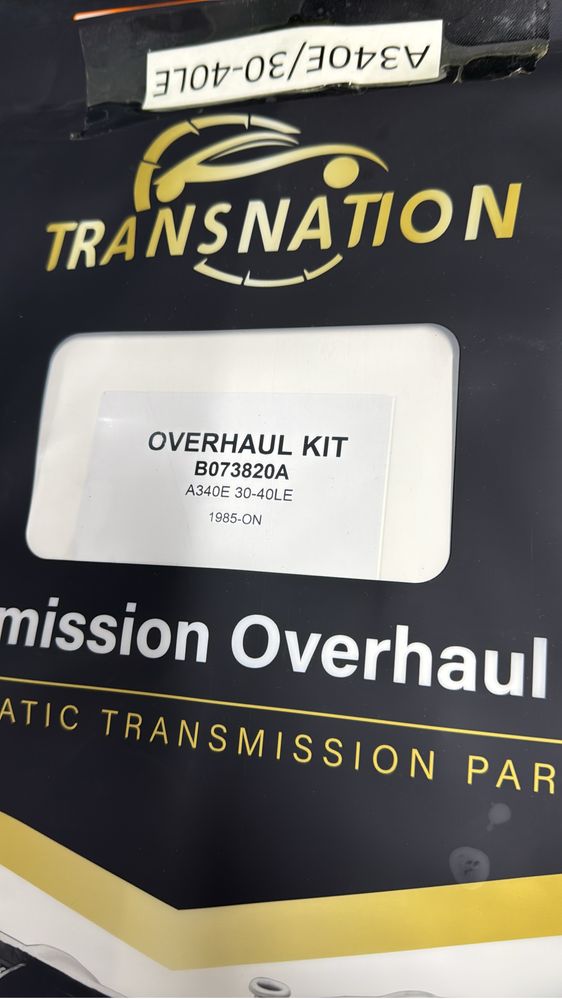 A340E/30-40LE
TRANSNATION
OVERHAUL KIT
B073820A
A340E 30-40LE
1985-ON
mission Overhaul
ATIC TRANSMISSION PAR